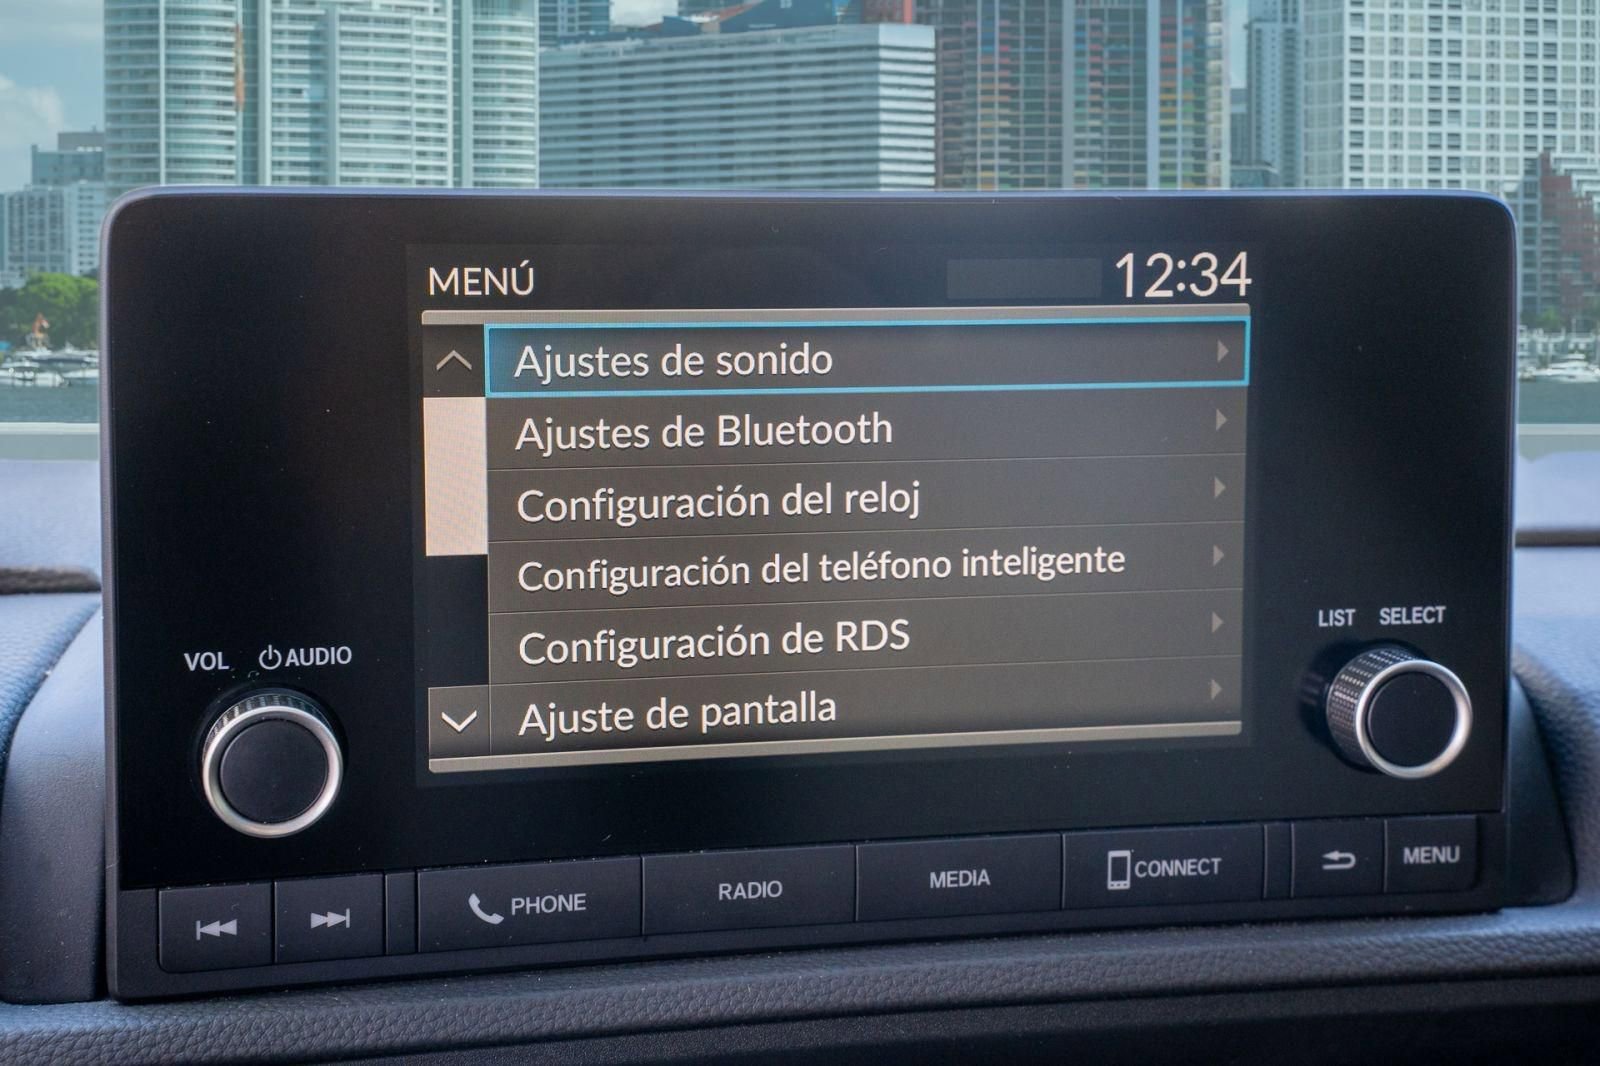 MENÚ 12:34
Ajustes de sonido
Ajustes de Bluetooth
Configuración del reloj
Configuración del teléfono inteligente
Configuración de RDS
Ajuste de pantalla
VOL AUDIO
LIST SELECT
PHONE
RADIO
MEDIA
CONNECT
MENU